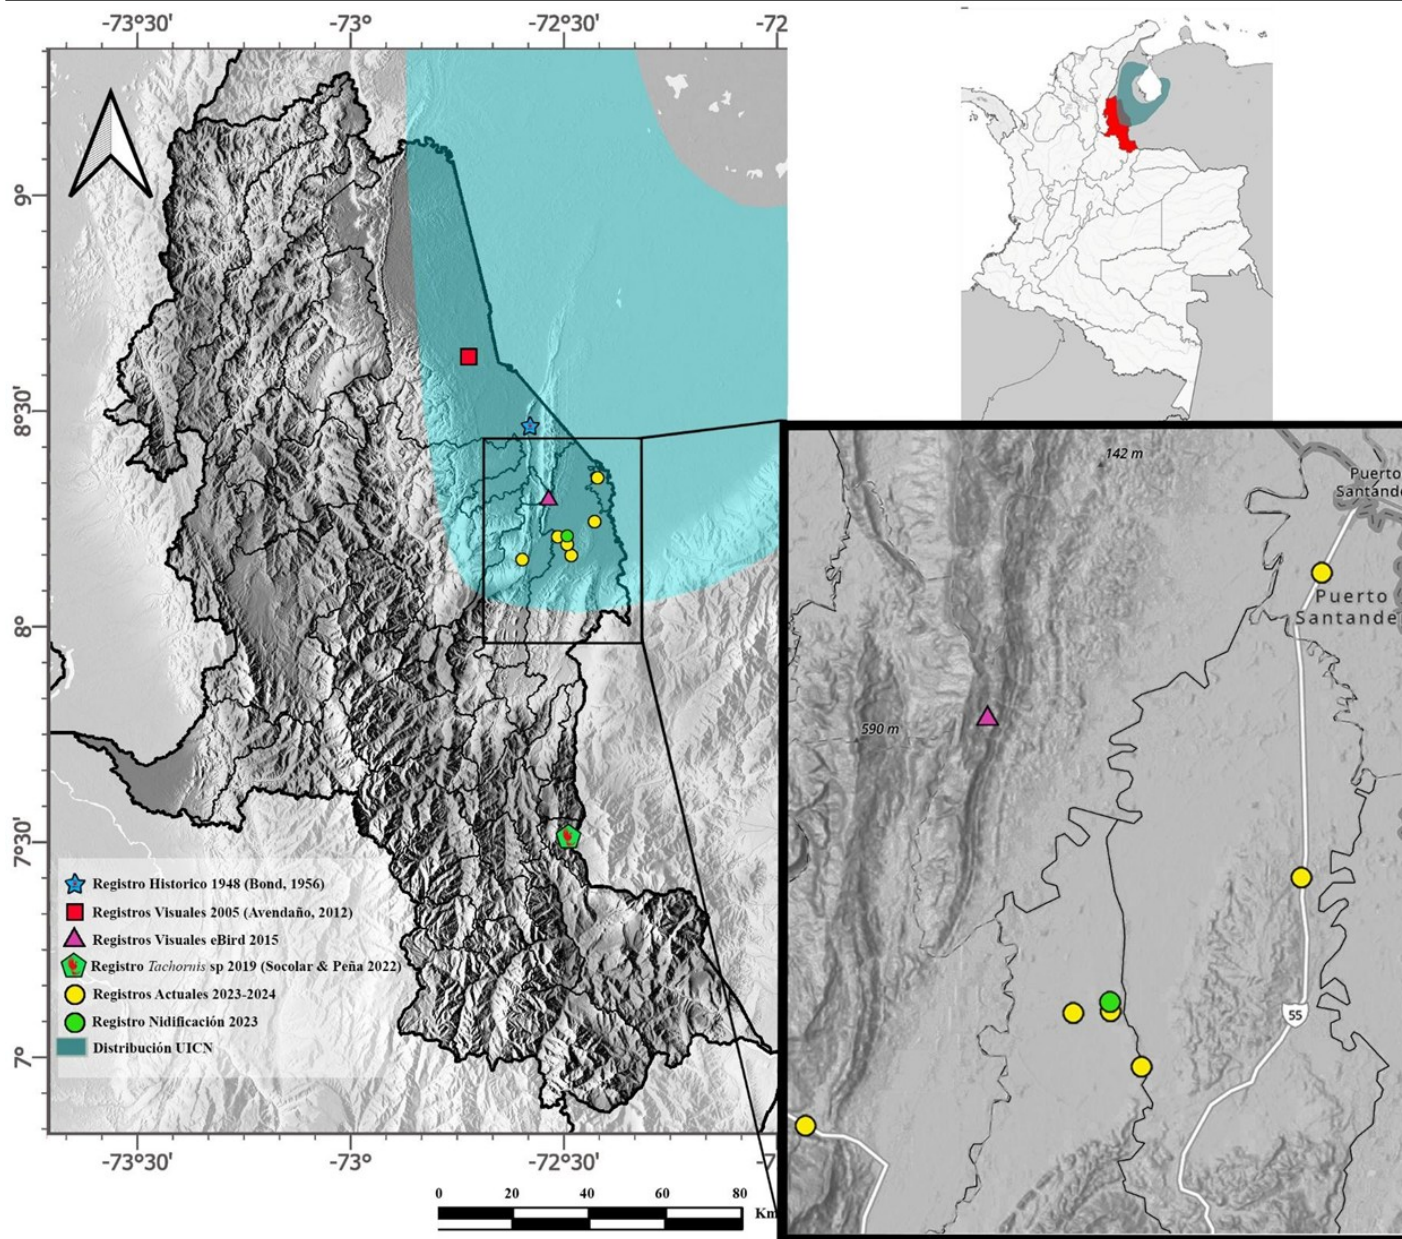 -73°30'
-73°
-72°30'
-72
9°
8°30'
8°
7°30'
7°
142 m
Puerto
Santande
Puerto
Santande
590 m
55
Registro Historico 1948 (Bond, 1956)
Registros Visuales 2005 (Avendaño, 2012)
Registros Visuales eBird 2015
Registro Tachornis sp 2019 (Socolar & Peña 2022)
Registros Actuales 2023-2024
Registro Nidificación 2023
Distribución UICN
-73°30'
-73°
-72°30'
-7
0 20 40 60 80
Km